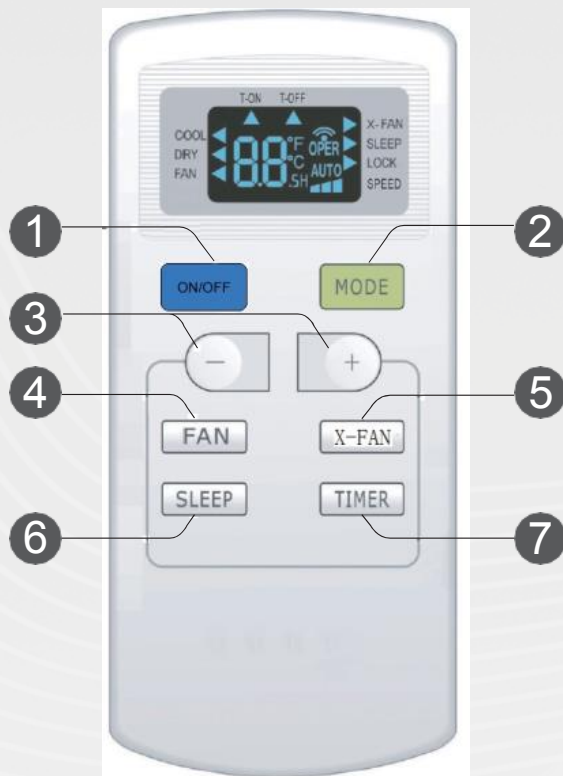 T-ON T-OFF
COOL 88 °F OPER X-FAN
DRY °C SLEEP
FAN .5H AUTO LOCK
SPEED
1 2
ON/OFF MODE
3
- +
4 5
FAN X-FAN
SLEEP TIMER
6 7